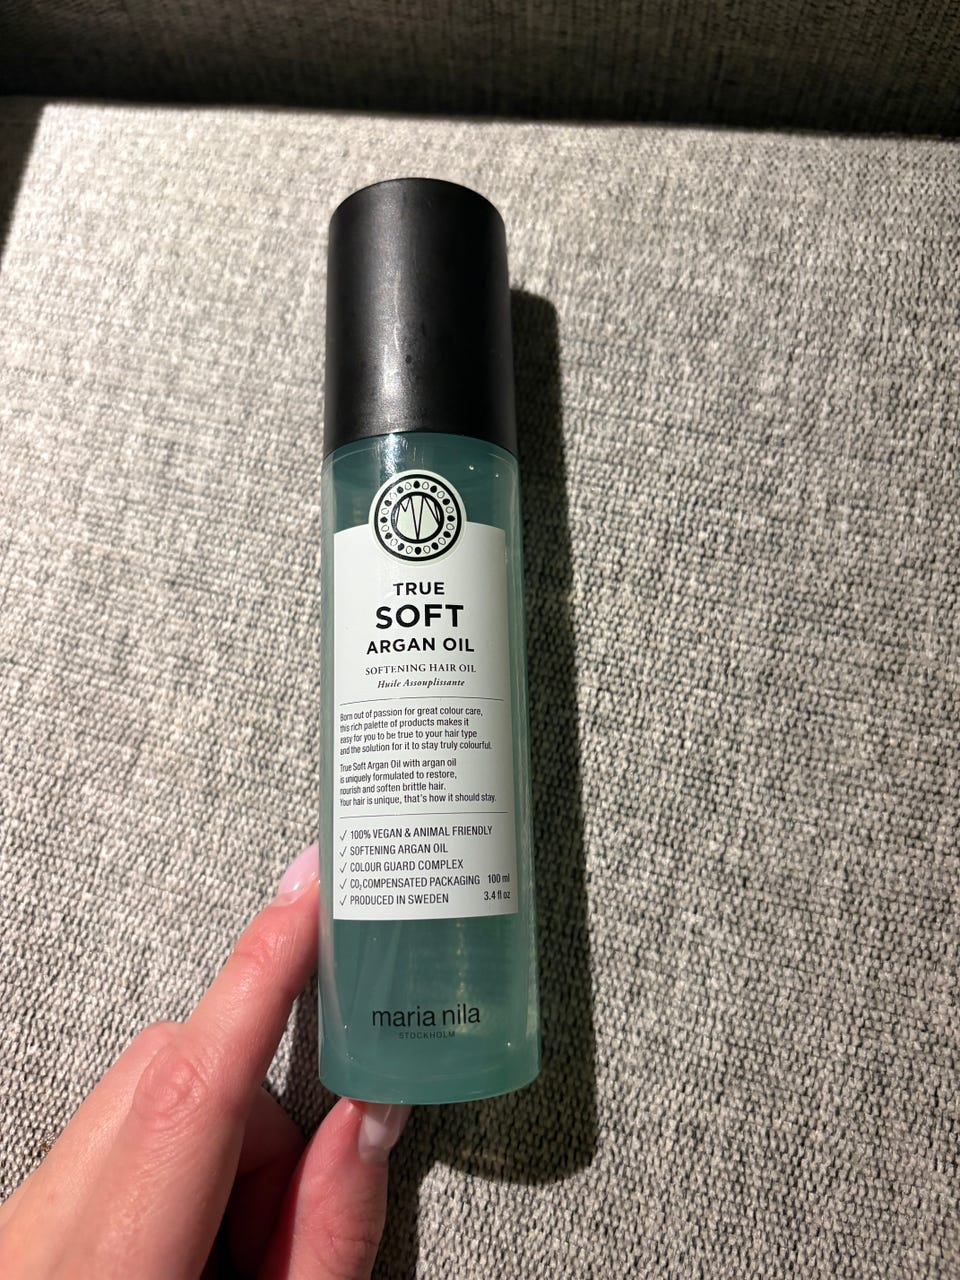 MN
TRUE
SOFT
ARGAN OIL
SOFTENING HAIR OIL
Huile Assouplissante
Born out of passion for great colour care,
this rich palette of products makes it
easy for you to be true to your hair type
and the solution for it to stay truly colourful.
True Soft Argan Oil with argan oil
is uniquely formulated to restore,
nourish and soften brittle hair.
Your hair is unique, that's how it should stay.
✓ 100% VEGAN & ANIMAL FRIENDLY
✓ SOFTENING ARGAN OIL
✓ COLOUR GUARD COMPLEX
✓ CO₂ COMPENSATED PACKAGING 100 ml
✓ PRODUCED IN SWEDEN 3.4 fl oz
maria nila
STOCKHOLM